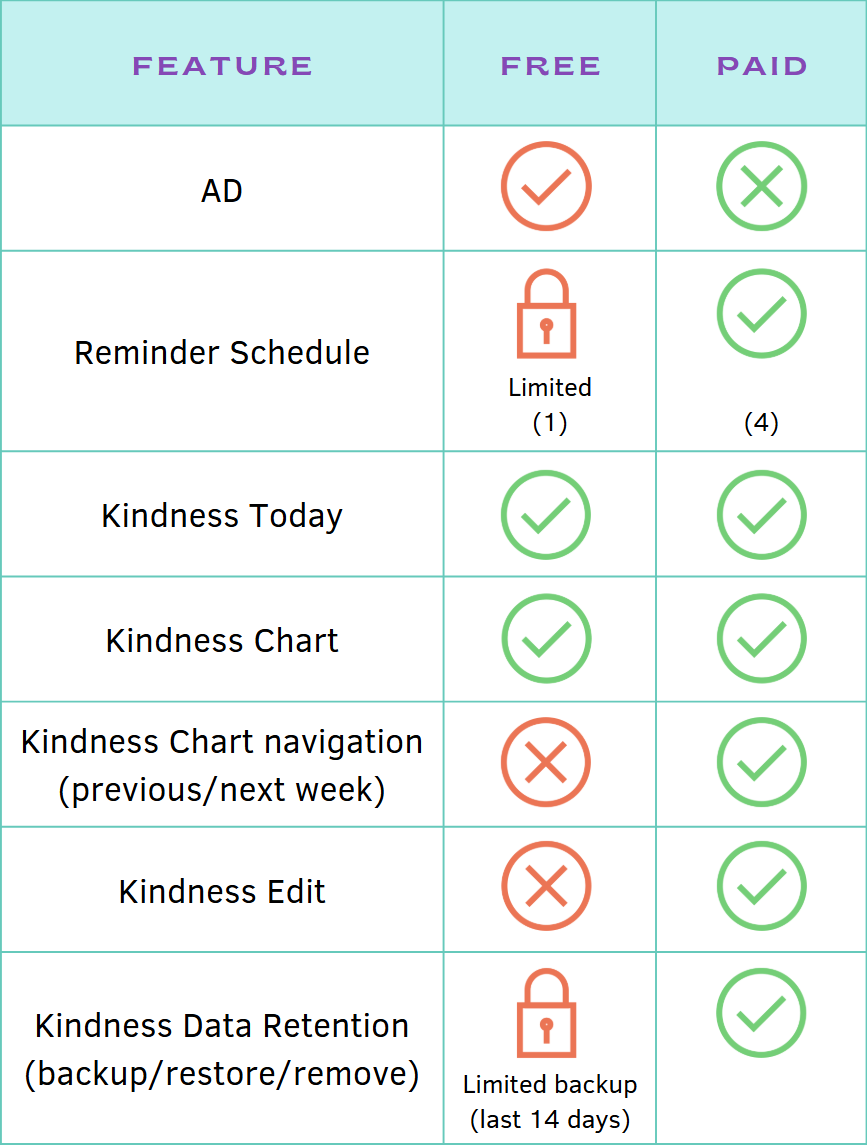 FEATURE FREE PAID
AD
Reminder Schedule
Limited
(1) (4)
Kindness Today
Kindness Chart
Kindness Chart navigation
(previous/next week)
Kindness Edit
Kindness Data Retention
(backup/restore/remove)
Limited backup
(last 14 days)